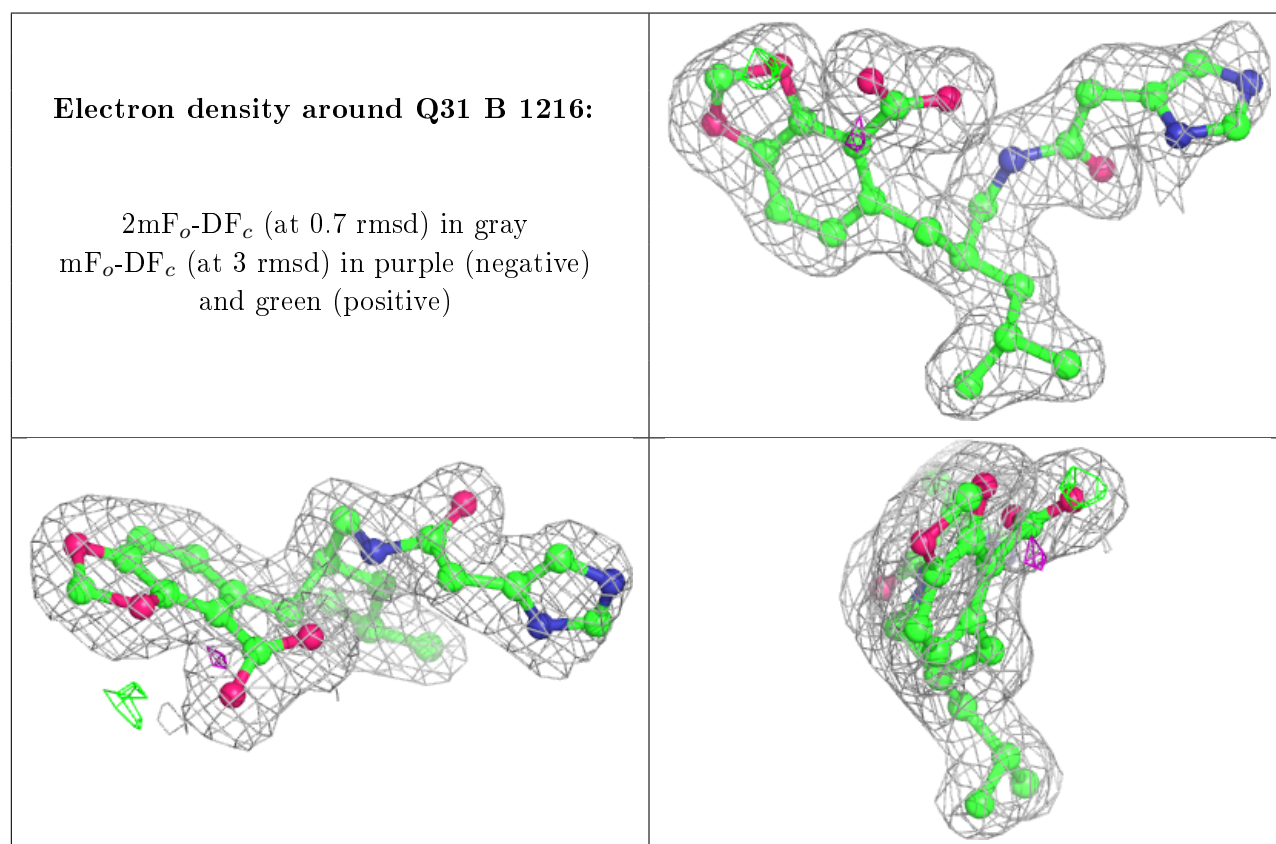 Electron density around Q31 B 1216:
2mFo-DFc (at 0.7 rmsd) in gray
mFo-DFc (at 3 rmsd) in purple (negative)
and green (positive)